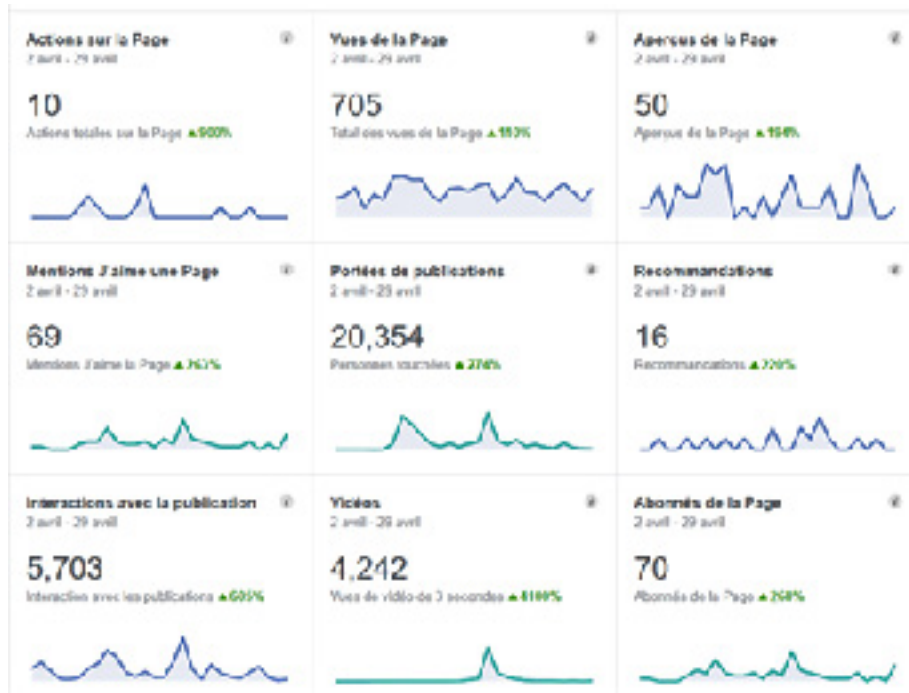 Actions sur la Page
2 avril - 29 avril
10
Actions totales sur la Page ▲900%
Vues de la Page
2 avril - 29 avril
705
Total des vues de la Page
Aperçus de la Page
2 avril - 29 avril
50
Aperçus de la Page
Mentions J'aime une Page
2 avril - 29 avril
69
Mentions J'aime la Page
Portées de publications
2 avril - 29 avril
20,354
Personnes touchées
Recommandations
2 avril - 29 avril
16
Recommandations ▲220%
Interactions avec la publication
2 avril - 29 avril
5,703
Interaction avec les publications
Vidéos
2 avril - 29 avril
4,242
Vues de vidéo de 3 secondes
Abonnés de la Page
2 avril - 29 avril
70
Abonnés de la Page